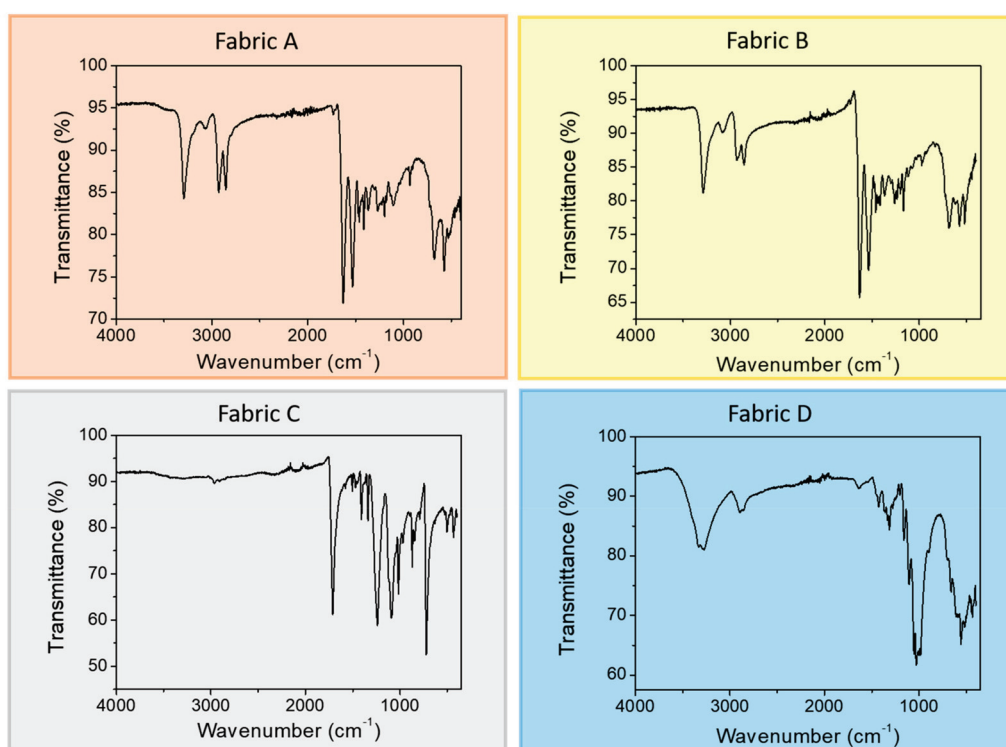 Fabric A
100
95
90
85
80
75
70
Transmittance (%)
4000 3000 2000 1000
Wavenumber (cm⁻¹)
Fabric B
100
95
90
85
80
75
70
65
Transmittance (%)
4000 3000 2000 1000
Wavenumber (cm⁻¹)
Fabric C
100
90
80
70
60
50
Transmittance (%)
4000 3000 2000 1000
Wavenumber (cm⁻¹)
Fabric D
100
90
80
70
60
Transmittance (%)
4000 3000 2000 1000
Wavenumber (cm⁻¹)